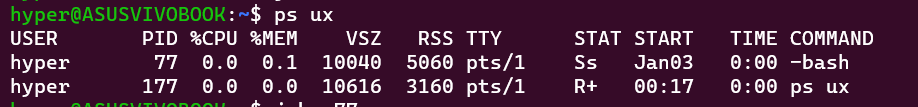 hyper@ASUSVIVOBOOK:~$ ps ux
USER PID %CPU %MEM VSZ RSS TTY STAT START TIME COMMAND
hyper 77 0.0 0.1 10040 5060 pts/1 Ss Jan03 0:00 -bash
hyper 177 0.0 0.0 10616 3160 pts/1 R+ 00:17 0:00 ps ux